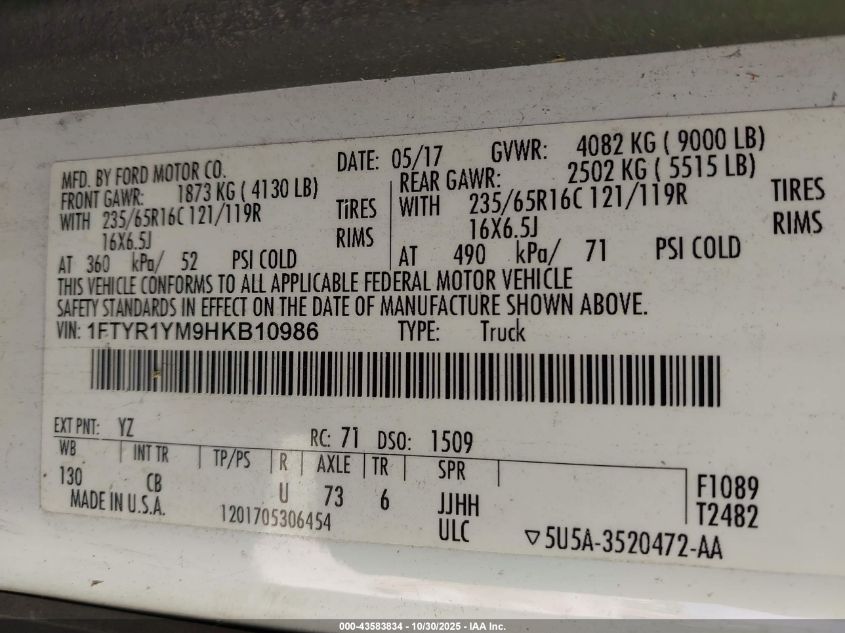 MFD. BY FORD MOTOR CO. DATE: 05/17 GVWR: 4082 KG ( 9000 LB)
FRONT GAWR: 1873 KG ( 4130 LB) REAR GAWR: 2502 KG ( 5515 LB)
WITH 235/65R16C 121/119R TIRES WITH 235/65R16C 121/119R TIRES
16X6.5J RIMS 16X6.5J RIMS
AT 360 kPa/ 52 PSI COLD AT 490 kPa/ 71 PSI COLD
THIS VEHICLE CONFORMS TO ALL APPLICABLE FEDERAL MOTOR VEHICLE
SAFETY STANDARDS IN EFFECT ON THE DATE OF MANUFACTURE SHOWN ABOVE.
VIN: 1FTYR1YM9HKB10986 TYPE: Truck
EXT PNT: YZ RC: 71 DSO: 1509
WB INT TR TP/PS R AXLE TR SPR
130 CB U 73 6 JJHH F1089
MADE IN U.S.A. 1201705306454 ULC T2482
▽5U5A-3520472-AA
000-43583834 - 10/30/2025 - IAA Inc.